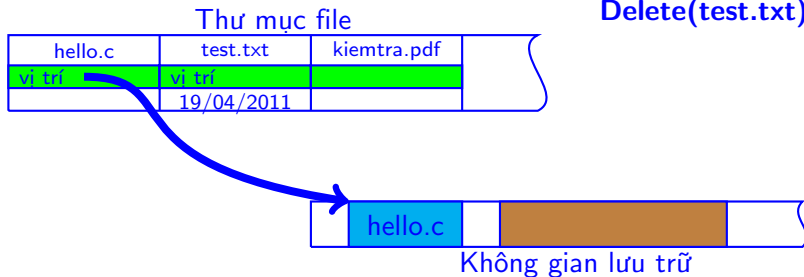 Delete(test.txt)
Thư mục file
hello.c test.txt kiemtra.pdf
vị trí vị trí
19/04/2011
hello.c
Không gian lưu trữ